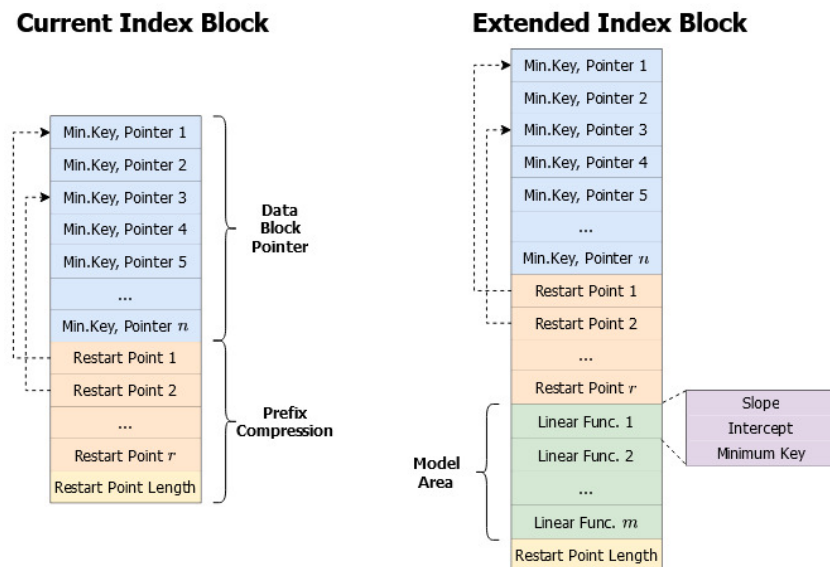 Current Index Block
Min.Key, Pointer 1
Min.Key, Pointer 2
Min.Key, Pointer 3
Min.Key, Pointer 4
Min.Key, Pointer 5
...
Min.Key, Pointer n
Restart Point 1
Restart Point 2
...
Restart Point r
Restart Point Length
Data
Block
Pointer
Prefix
Compression
Extended Index Block
Min.Key, Pointer 1
Min.Key, Pointer 2
Min.Key, Pointer 3
Min.Key, Pointer 4
Min.Key, Pointer 5
...
Min.Key, Pointer n
Restart Point 1
Restart Point 2
...
Restart Point r
Linear Func. 1
Linear Func. 2
...
Linear Func. m
Restart Point Length
Model
Area
Slope
Intercept
Minimum Key